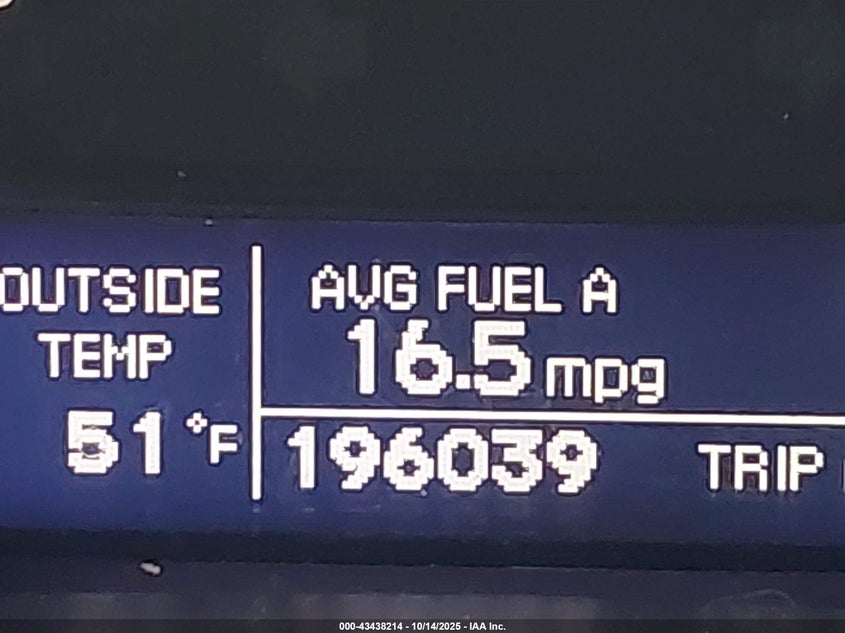 OUTSIDE
TEMP
51°F
AVG FUEL A
16.5 mpg
196039 TRIP
000-43438214 - 10/14/2025 - IAA Inc.